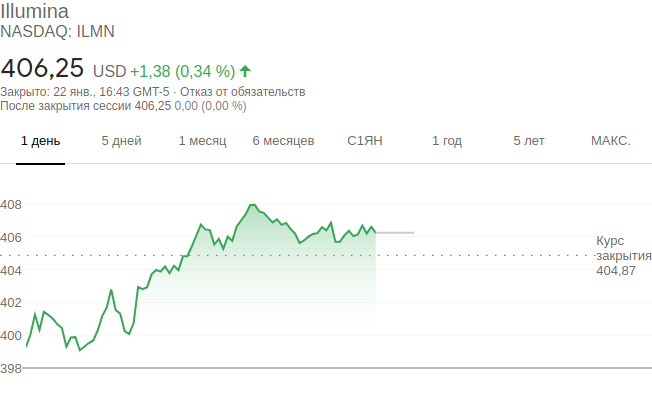 Illumina
NASDAQ: ILMN
406,25 USD +1,38 (0,34 %)
Закрыто: 22 янв., 16:43 GMT-5 · Отказ от обязательств
После закрытия сессии 406,25 0,00 (0,00 %)
1 день 5 дней 1 месяц 6 месяцев С1ЯН 1 год 5 лет МАКС.
408
406
404
402
400
398
Курс
закрытия
404,87